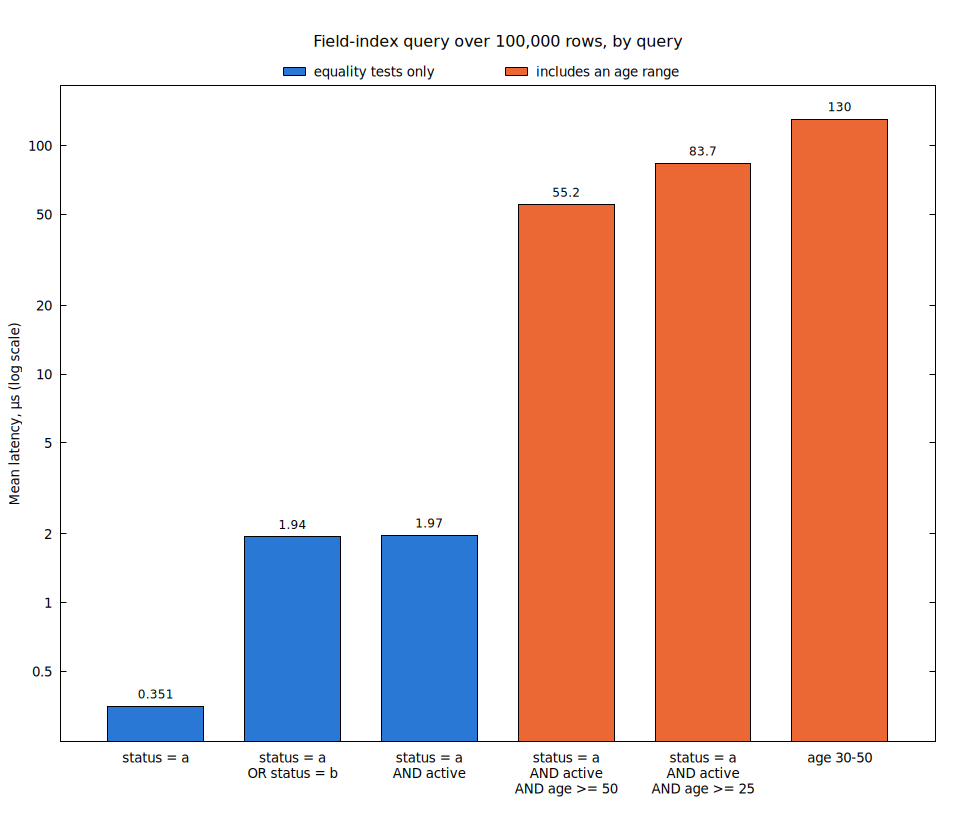 Field-index query over 100,000 rows, by query
equality tests only
includes an age range
Mean latency, µs (log scale)
100
50
20
10
5
2
1
0.5
0.351
1.94
1.97
55.2
83.7
130
status = a
status = a
OR status = b
status = a
AND active
status = a
AND active
AND age >= 50
status = a
AND active
AND age >= 25
age 30-50